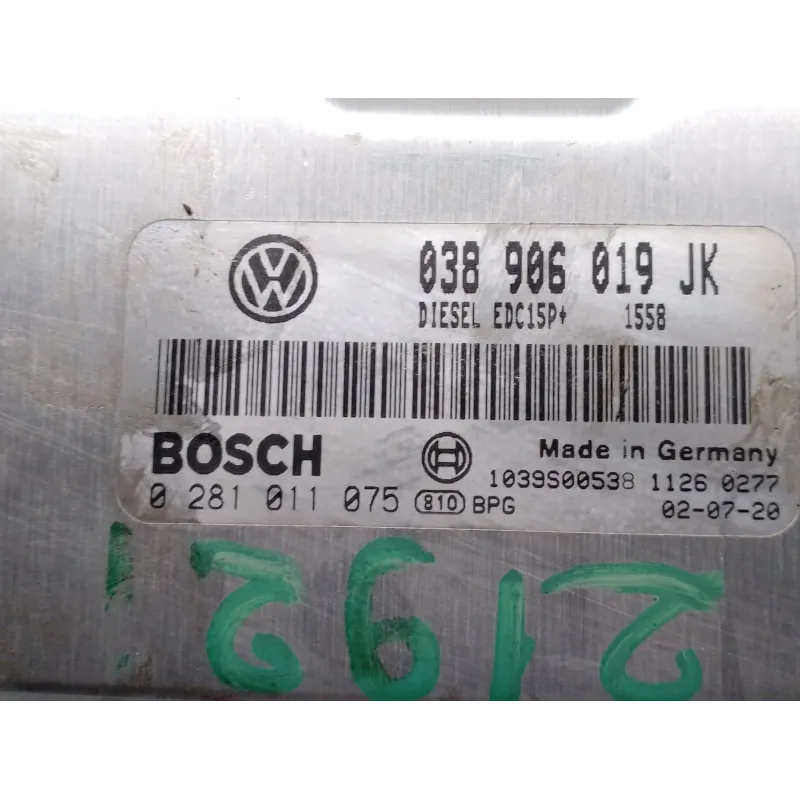 038 906 019 JK
DIESEL EDC15P+ 1558
BOSCH
Made in Germany
1039S00538 1126 0277
0 281 011 075 810 BPG 02-07-20
2192